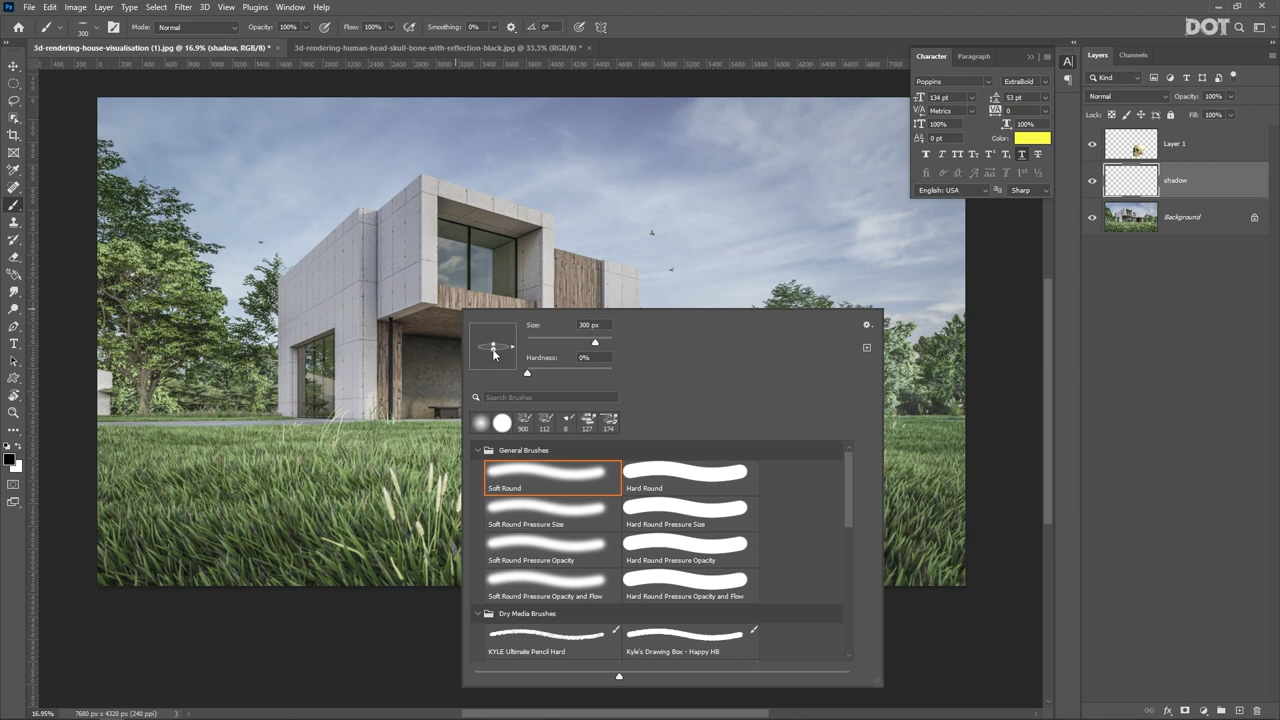 Ps File Edit Image Layer Type Select Filter 3D View Plugins Window Help
300 Mode: Normal Opacity: 100% Flow: 100% Smoothing: 0% 0° DOT
3d-rendering-house-visualisation (1).jpg @ 16.9% (shadow, RGB/8) * × 3d-rendering-human-head-skull-bone-with-reflection-black.jpg @ 33.3% (RGB/8) * ×
Character Paragraph
Poppins ExtraBold
134 pt 53 pt
Metrics 0
100% 100%
0 pt Color:
English: USA Sharp
Layers Channels
Kind
Normal Opacity: 100%
Lock: Fill: 100%
Layer 1
shadow
Background
Size: 300 px
Hardness: 0%
Search Brushes
900 112 8 127 174
General Brushes
Soft Round Hard Round
Soft Round Pressure Size Hard Round Pressure Size
Soft Round Pressure Opacity Hard Round Pressure Opacity
Soft Round Pressure Opacity and Flow Hard Round Pressure Opacity and Flow
Dry Media Brushes
KYLE Ultimate Pencil Hard Kyle's Drawing Box - Happy HB
16.95% 7680 px x 4320 px (240 ppi)